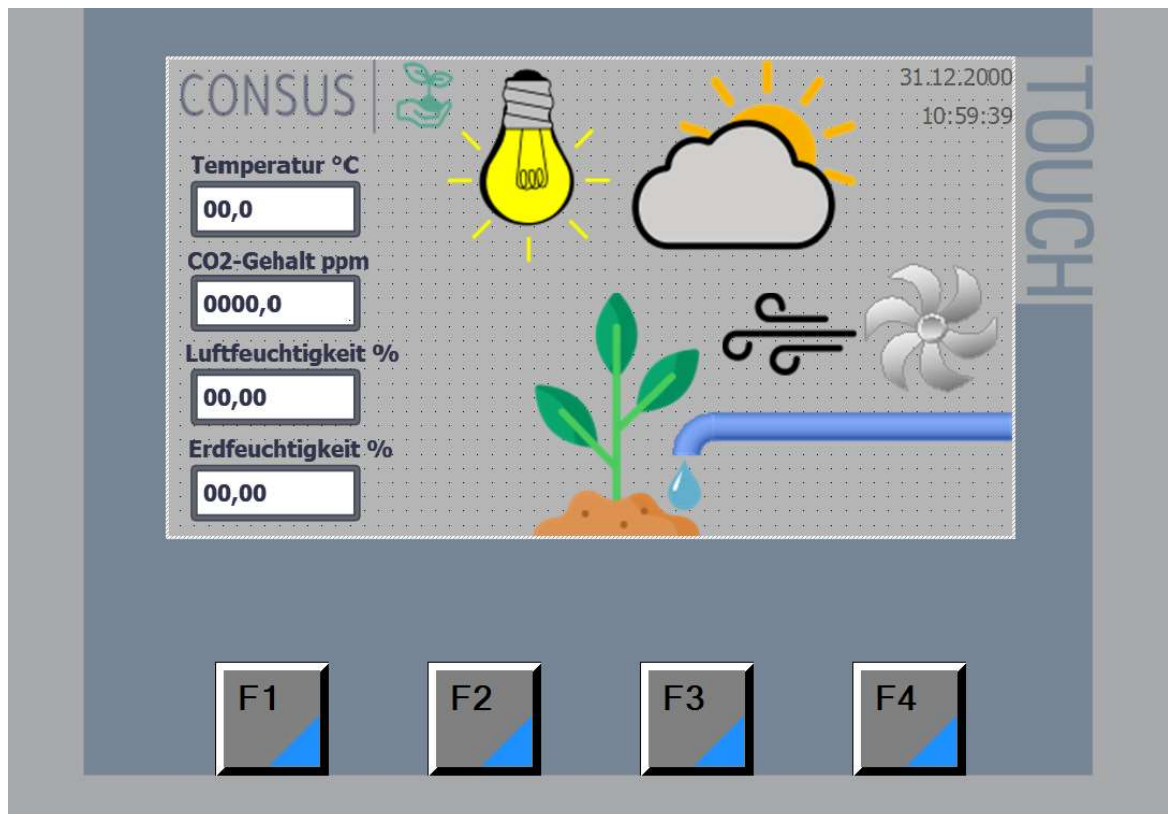 CONSUS
31.12.2000
10:59:39
TOUCH
Temperatur °C
00,0
CO2-Gehalt ppm
0000,0
Luftfeuchtigkeit %
00,00
Erdfeuchtigkeit %
00,00
F1
F2
F3
F4